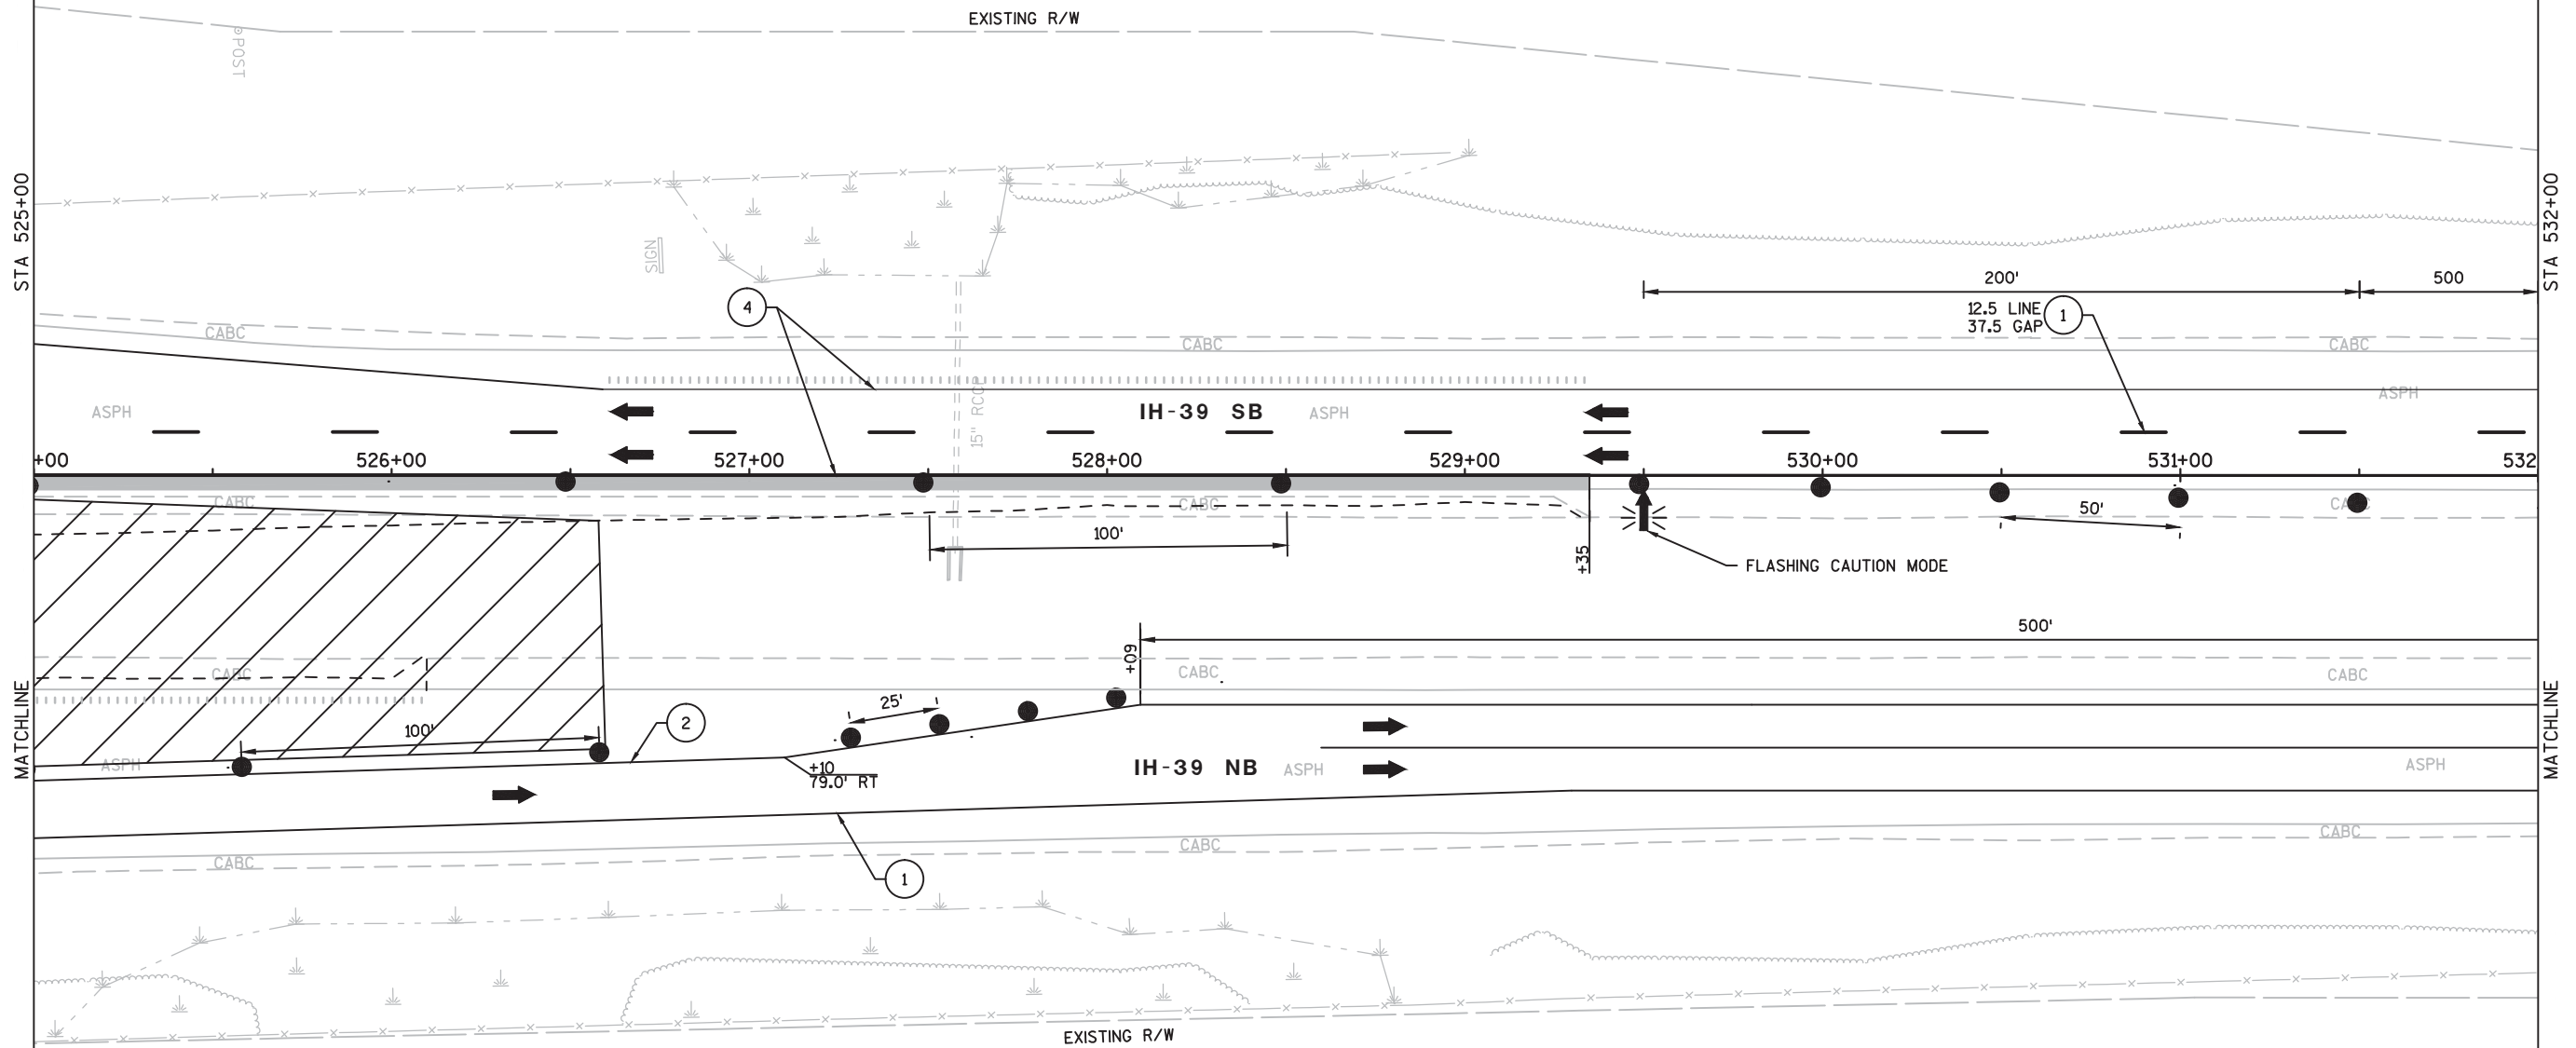 EXISTING R/W
POST
STA 525+00
STA 532+00
SIGN
4
200'
500
12.5 LINE
37.5 GAP
1
CABC
CABC
CABC
ASPH
IH-39 SB
ASPH
ASPH
15" RCCP
+00
526+00
527+00
528+00
529+00
530+00
531+00
532
CABC
CABC
CABC
100'
50'
+35
FLASHING CAUTION MODE
500'
+09
CABC
CABC
CABC
25'
2
100'
MATCHLINE
MATCHLINE
ASPH
+10
79.0' RT
IH-39 NB
ASPH
ASPH
CABC
CABC
CABC
1
EXISTING R/W